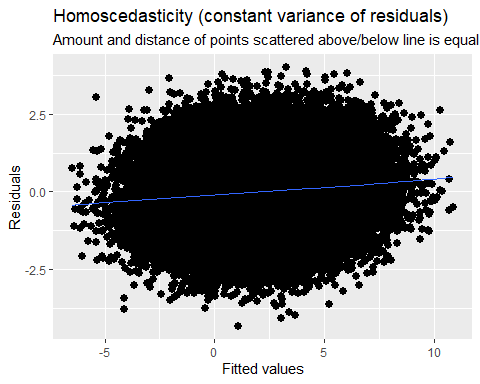 Homoscedasticity (constant variance of residuals)
Amount and distance of points scattered above/below line is equal
Residuals
2.5
0.0
-2.5
-5
0
5
10
Fitted values